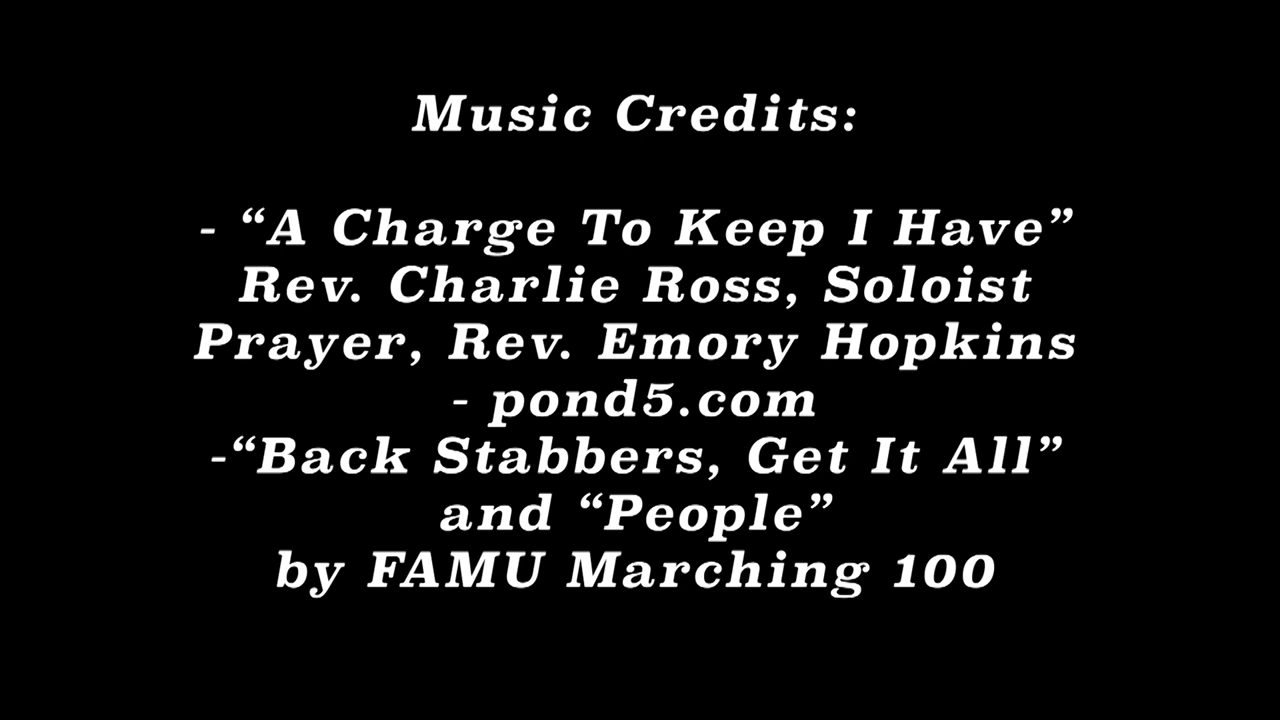 Music Credits:
- “A Charge To Keep I Have”
Rev. Charlie Ross, Soloist
Prayer, Rev. Emory Hopkins
- pond5.com
-“Back Stabbers, Get It All”
and “People”
by FAMU Marching 100